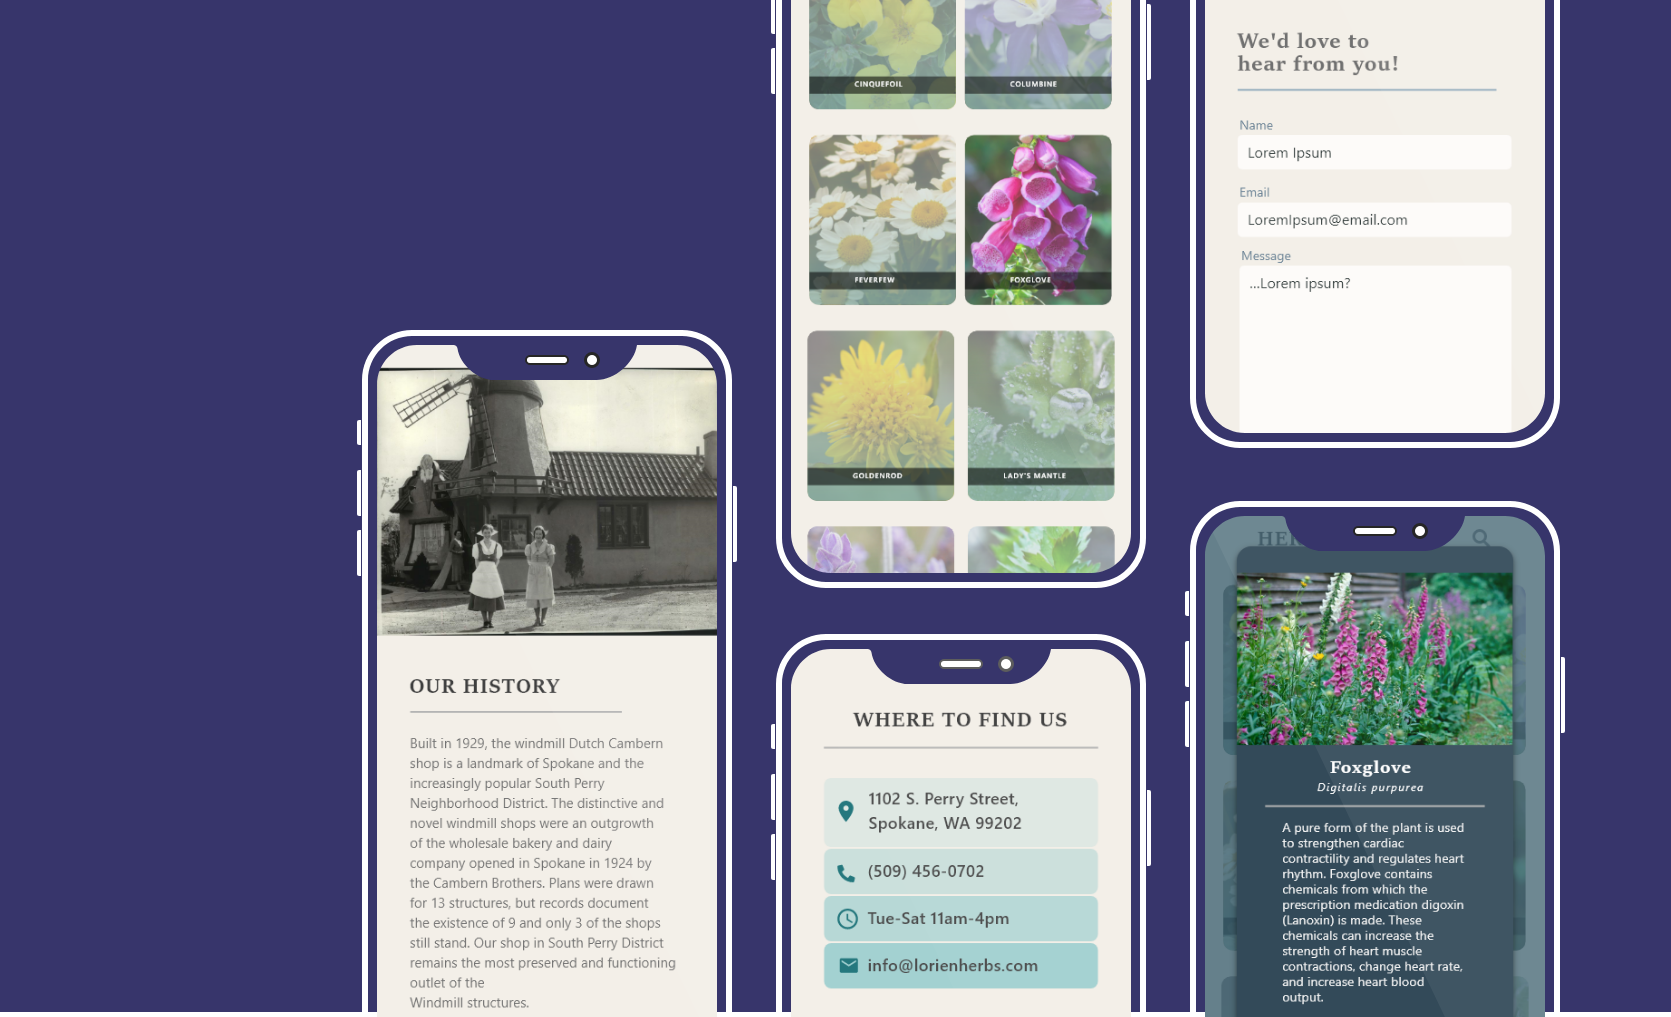 CINQUEFOIL
COLUMBINE
FEVERFEW
FOXGLOVE
GOLDENROD
LADY'S MANTLE
We'd love to
hear from you!
Name
Lorem Ipsum
Email
LoremIpsum@email.com
Message
...Lorem ipsum?
OUR HISTORY
Built in 1929, the windmill Dutch Cambern
shop is a landmark of Spokane and the
increasingly popular South Perry
Neighborhood District. The distinctive and
novel windmill shops were an outgrowth
of the wholesale bakery and dairy
company opened in Spokane in 1924 by
the Cambern Brothers. Plans were drawn
for 13 structures, but records document
the existence of 9 and only 3 of the shops
still stand. Our shop in South Perry District
remains the most preserved and functioning
outlet of the
Windmill structures.
WHERE TO FIND US
1102 S. Perry Street,
Spokane, WA 99202
(509) 456-0702
Tue-Sat 11am-4pm
info@lorienherbs.com
Foxglove
Digitalis purpurea
A pure form of the plant is used
to strengthen cardiac
contractility and regulates heart
rhythm. Foxglove contains
chemicals from which the
prescription medication digoxin
(Lanoxin) is made. These
chemicals can increase the
strength of heart muscle
contractions, change heart rate,
and increase heart blood
output.